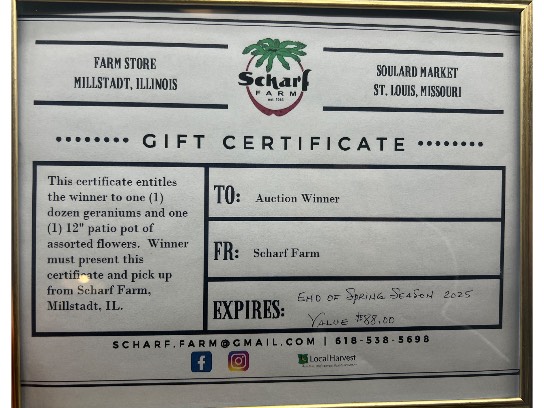 FARM STORE
MILLSTADT, ILLINOIS
Scharf
FARM
SOULARD MARKET
ST. LOUIS, MISSOURI
GIFT CERTIFICATE
This certificate entitles
the winner to one (1)
dozen geraniums and one
(1) 12" patio pot of
assorted flowers. Winner
must present this
certificate and pick up
from Scharf Farm,
Millstadt, IL.
TO: Auction Winner
FR: Scharf Farm
EXPIRES: END OF SPRING SEASON 2025
VALUE $88.00
SCHARF.FARM@GMAIL.COM | 618-538-5698
Local Harvest